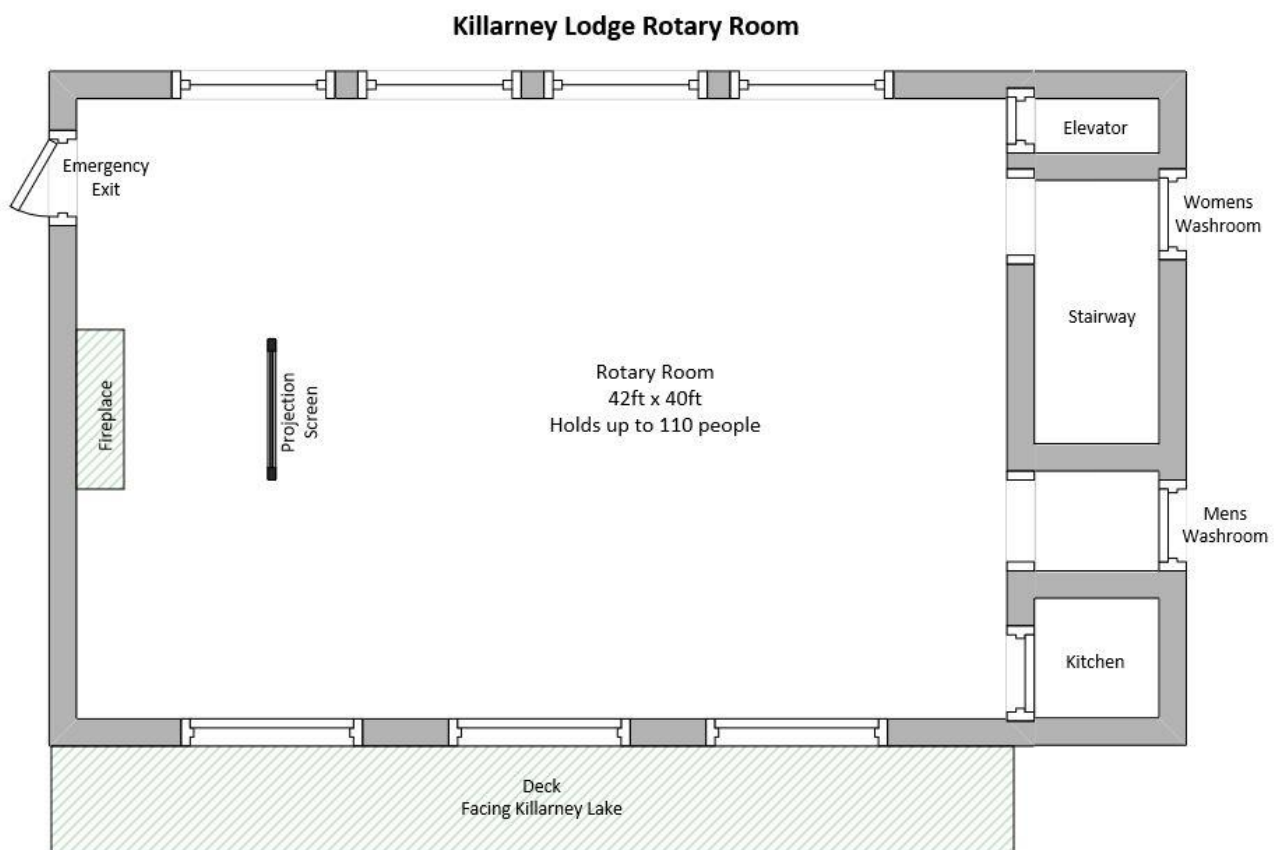 Killarney Lodge Rotary Room
Elevator
Emergency
Exit
Womens
Washroom
Stairway
Fireplace
Projection
Screen
Rotary Room
42ft x 40ft
Holds up to 110 people
Mens
Washroom
Kitchen
Deck
Facing Killarney Lake